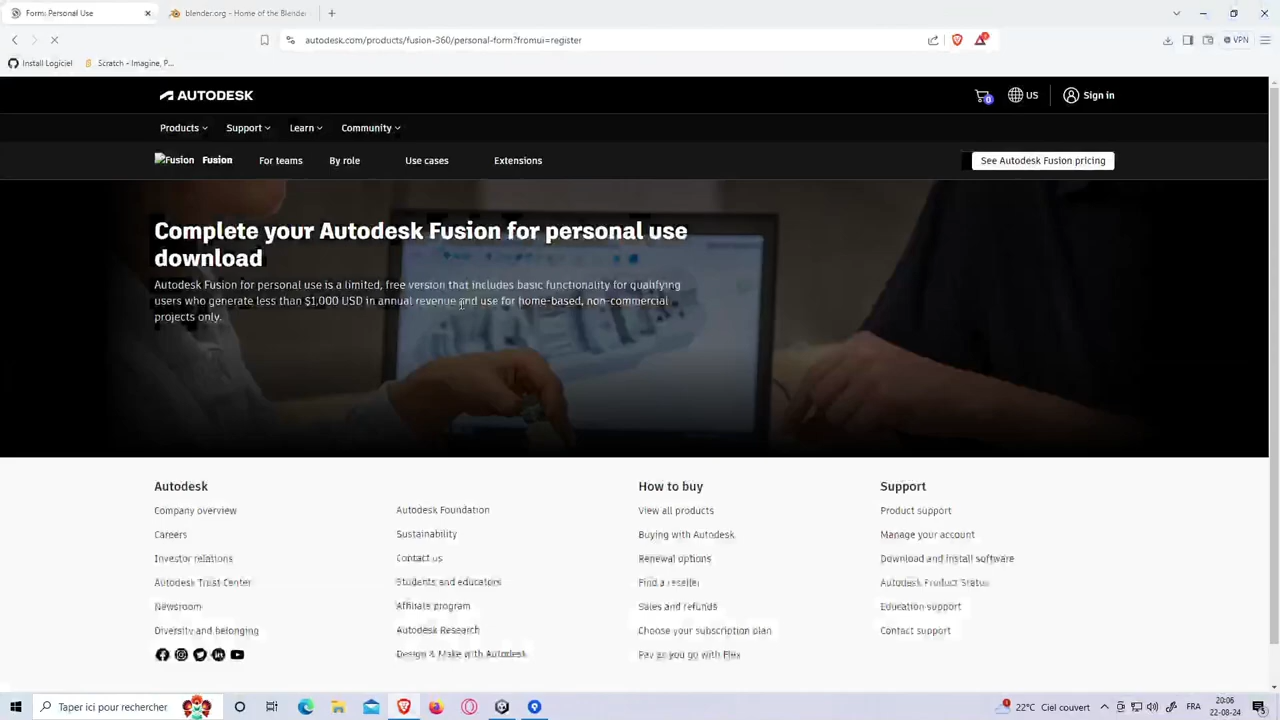 Form: Personal Use
blender.org - Home of the Blender
autodesk.com/products/fusion-360/personal-form?fromui=register
VPN
Install Logiciel
Scratch - Imagine, P...
AUTODESK
0
US
Sign in
Products
Support
Learn
Community
Fusion Fusion
For teams
By role
Use cases
Extensions
See Autodesk Fusion pricing
Complete your Autodesk Fusion for personal use
download
Autodesk Fusion for personal use is a limited, free version that includes basic functionality for qualifying
users who generate less than $1,000 USD in annual revenue and use for home-based, non-commercial
projects only.
Autodesk
How to buy
Support
Company overview
Autodesk Foundation
View all products
Product support
Careers
Sustainability
Buying with Autodesk
Manage your account
Investor relations
Contact us
Renewal options
Download and install software
Autodesk Trust Center
Students and educators
Find a reseller
Autodesk Product Status
Newsroom
Affiliate program
Sales and refunds
Education support
Diversity and belonging
Autodesk Research
Choose your subscription plan
Contact support
Design & Make with Autodesk
Pay as you go with Flex
Taper ici pour rechercher
22°C Ciel couvert
FRA
20:06
22-08-24